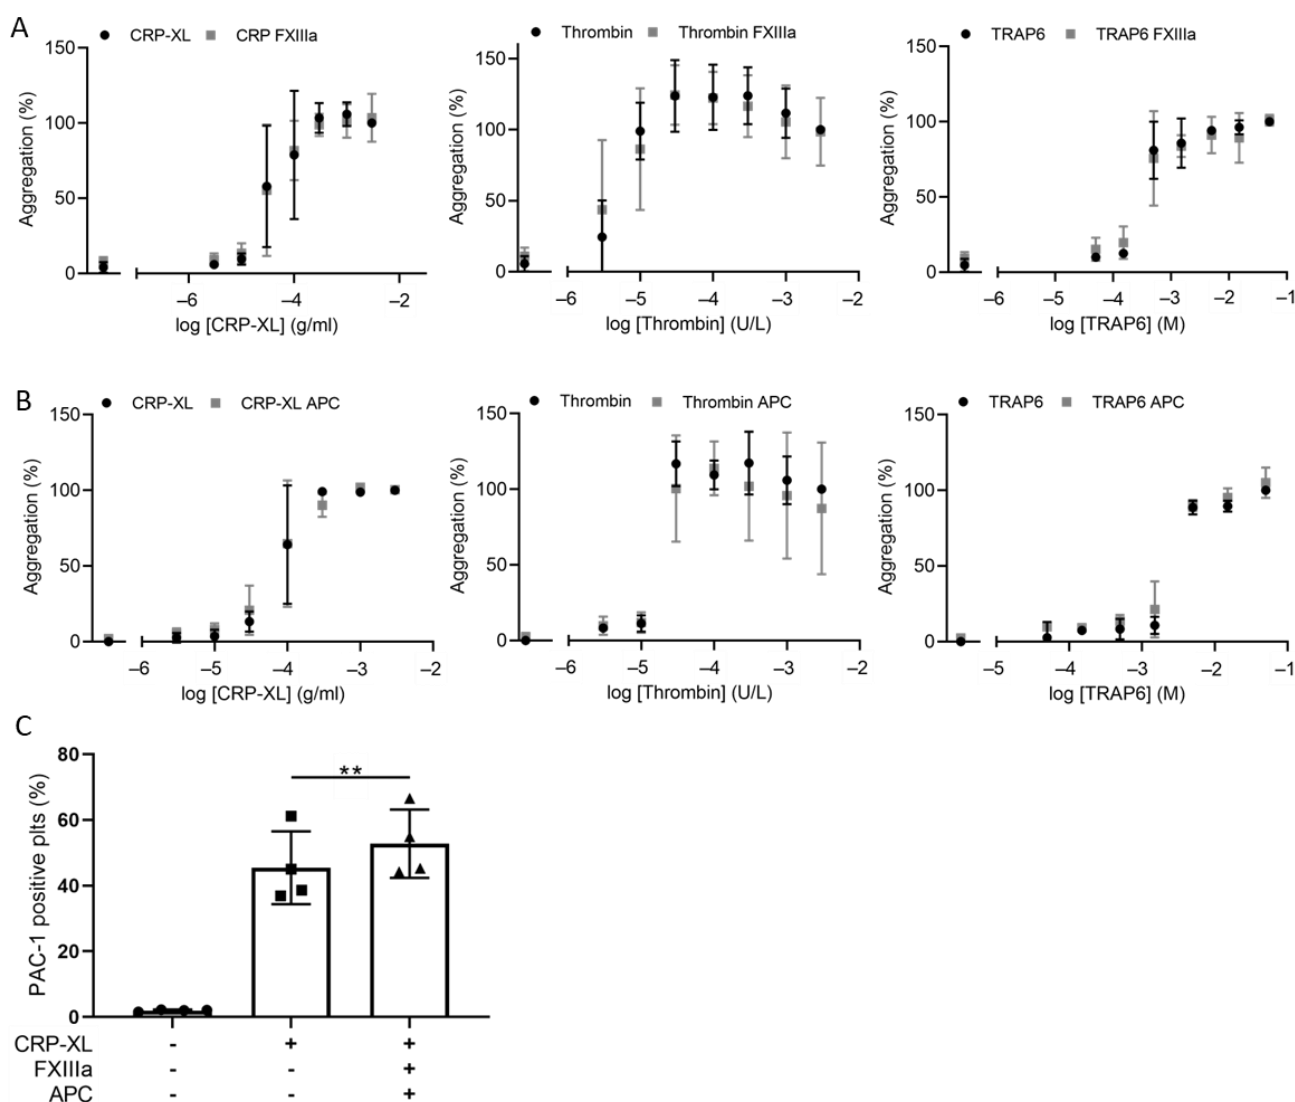 A
CRP-XL CRP FXIIIa
150
100
50
0
Aggregation (%)
–6 –4 –2
log [CRP-XL] (g/ml)
Thrombin Thrombin FXIIIa
150
100
50
0
Aggregation (%)
–6 –5 –4 –3 –2
log [Thrombin] (U/L)
TRAP6 TRAP6 FXIIIa
150
100
50
0
Aggregation (%)
–6 –5 –4 –3 –2 –1
log [TRAP6] (M)
B
CRP-XL CRP-XL APC
150
100
50
0
Aggregation (%)
–6 –5 –4 –3 –2
log [CRP-XL] (g/ml)
Thrombin Thrombin APC
150
100
50
0
Aggregation (%)
–6 –5 –4 –3 –2
log [Thrombin] (U/L)
TRAP6 TRAP6 APC
150
100
50
0
Aggregation (%)
–5 –4 –3 –2 –1
log [TRAP6] (M)
C
80
60
40
20
0
PAC-1 positive plts (%)
**
CRP-XL - + +
FXIIIa - - +
APC - - +